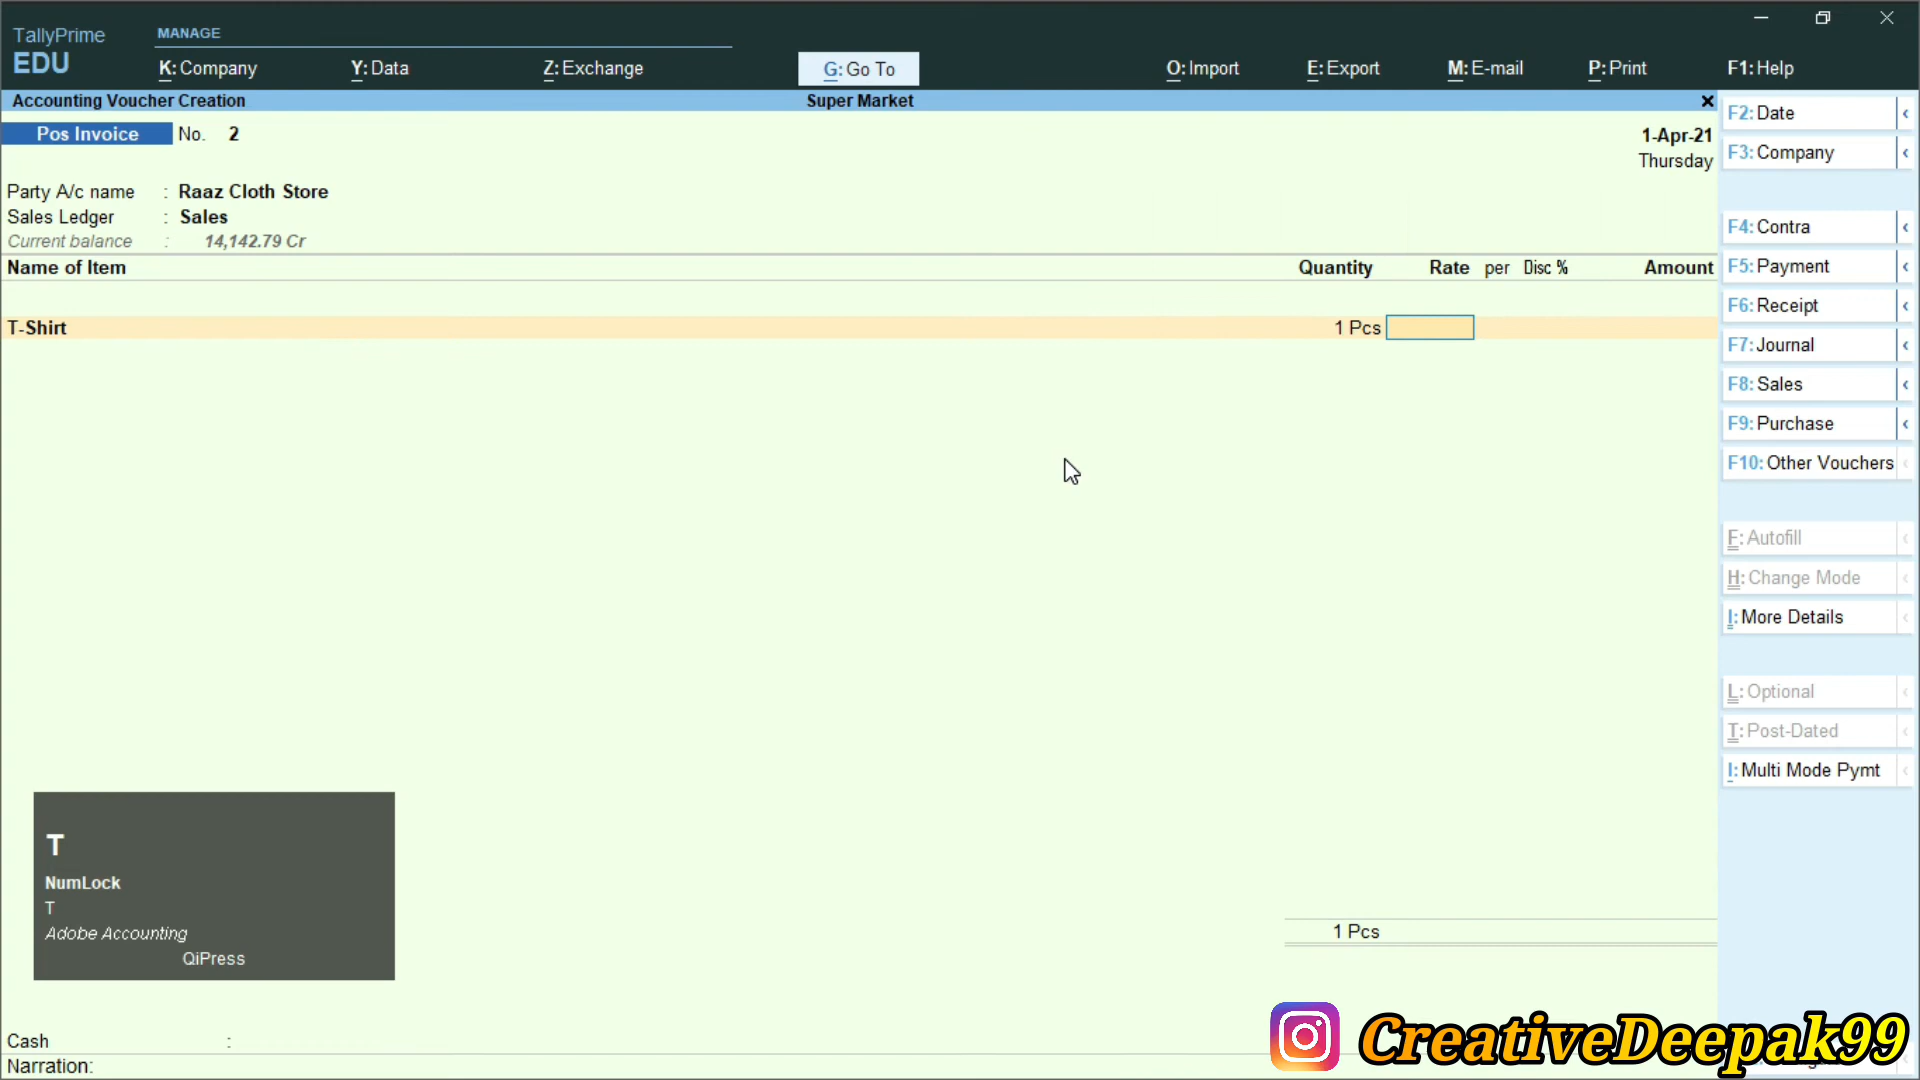 TallyPrime
EDU
MANAGE
K: Company
Y: Data
Z: Exchange
G: Go To
O: Import
E: Export
M: E-mail
P: Print
F1: Help
Accounting Voucher Creation
Super Market
Pos Invoice No. 2
1-Apr-21
Thursday
Party A/c name : Raaz Cloth Store
Sales Ledger : Sales
Current balance : 14,142.79 Cr
Name of Item Quantity Rate per Disc % Amount
T-Shirt 1 Pcs
1 Pcs
Cash :
Narration:
F2: Date
F3: Company
F4: Contra
F5: Payment
F6: Receipt
F7: Journal
F8: Sales
F9: Purchase
F10: Other Vouchers
F: Autofill
H: Change Mode
I: More Details
L: Optional
T: Post-Dated
I: Multi Mode Pymt
T
NumLock
T
Adobe Accounting
QiPress
CreativeDeepak99